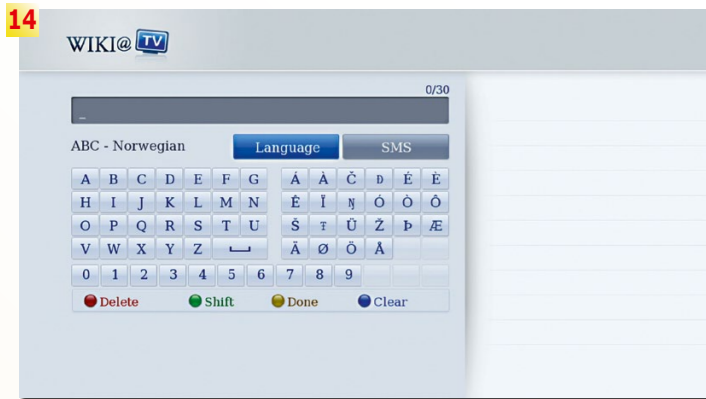 14
WIKI@TV
0/30
_
ABC - Norwegian Language SMS
A B C D E F G Á À Č Đ É È
H I J K L M N Ê Ï Ŋ Ó Ò Ô
O P Q R S T U Š Ŧ Ü Ž Þ Æ
V W X Y Z Ä Ø Ö Å
0 1 2 3 4 5 6 7 8 9
Delete Shift Done Clear